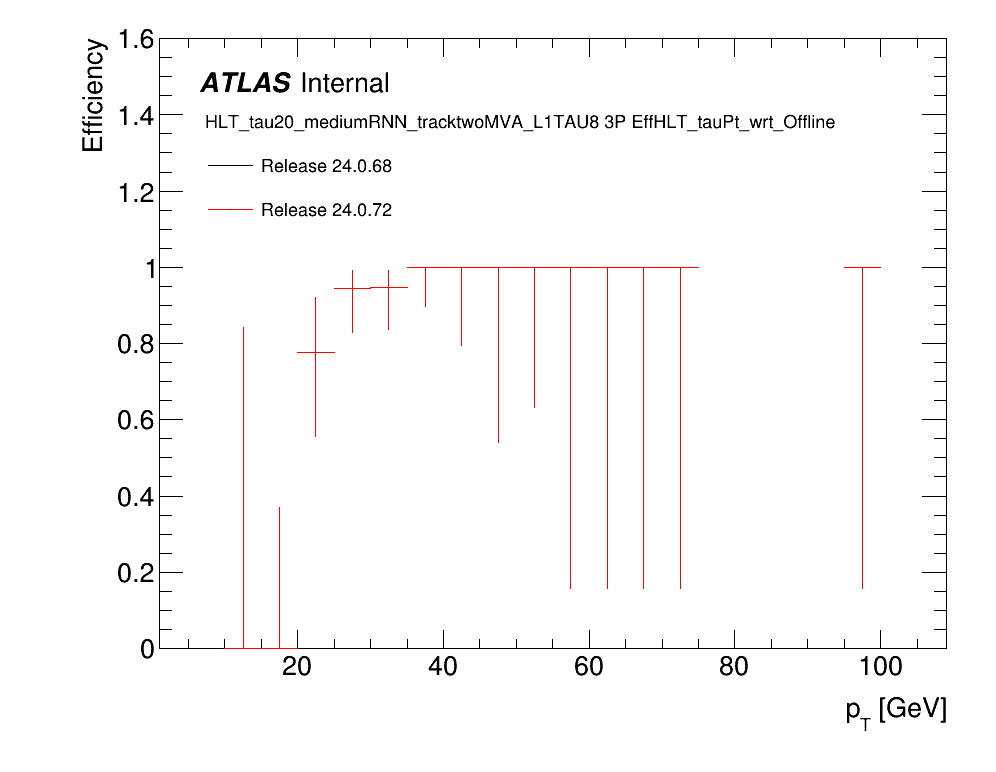 Efficiency
1.6
1.4
1.2
1
0.8
0.6
0.4
0.2
0
ATLAS Internal
HLT_tau20_mediumRNN_tracktwoMVA_L1TAU8 3P EffHLT_tauPt_wrt_Offline
Release 24.0.68
Release 24.0.72
20 40 60 80 100
p_T [GeV]